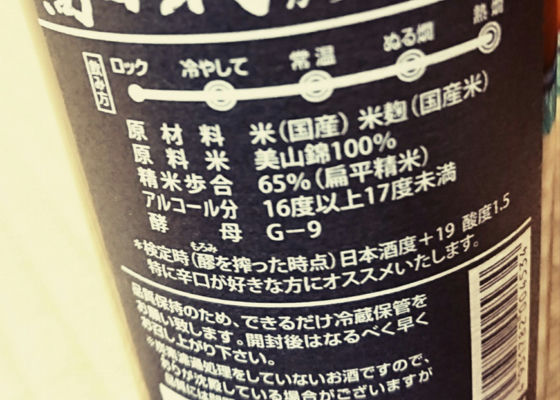 飲み方
ロック 冷やして 常温 ぬる燗 熱燗
原材料 米(国産) 米麹(国産米)
原料米 美山錦100%
精米歩合 65%(扁平精米)
アルコール分 16度以上17度未満
酵母 G-9
*検定時(醪を搾った時点)日本酒度+19 酸度1.5
もろみ
特に辛口が好きな方にオススメいたします。
品質保持のため、できるだけ冷蔵保管を
お願い致します。開封後はなるべく早く
お召し上がり下さい。
をしていないお酒ですので、
ありが沈殿している場合がございますが